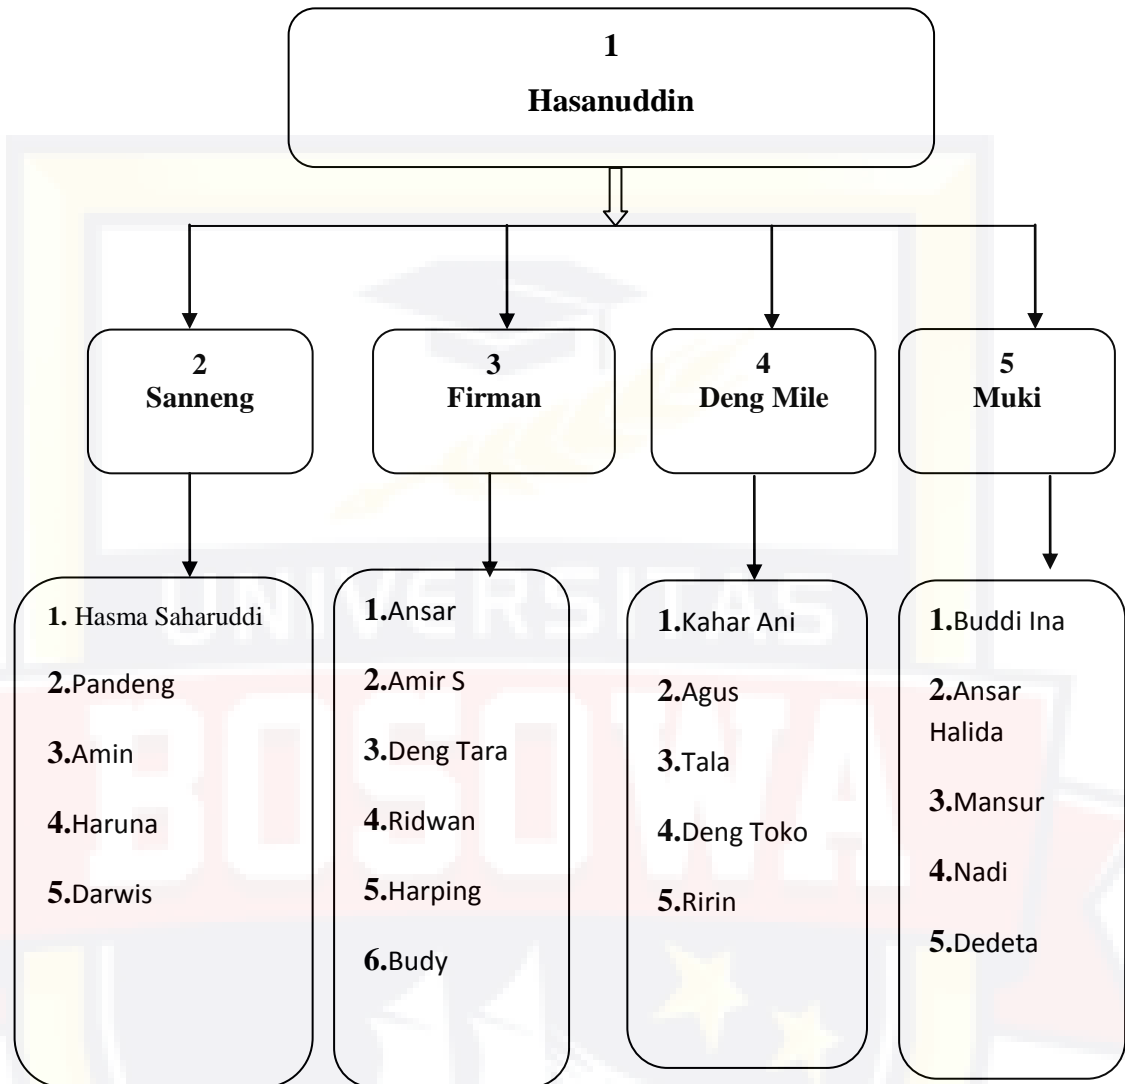 1
Hasanuddin
2
Sanneng
3
Firman
4
Deng Mile
5
Muki
1. Hasma Saharuddi
2.Pandeng
3.Amin
4.Haruna
5.Darwis
1.Ansar
2.Amir S
3.Deng Tara
4.Ridwan
5.Harping
6.Budy
1.Kahar Ani
2.Agus
3.Tala
4.Deng Toko
5.Ririn
1.Buddi Ina
2.Ansar
Halida
3.Mansur
4.Nadi
5.Dedeta
UNIVERSITAS
BOSOWA